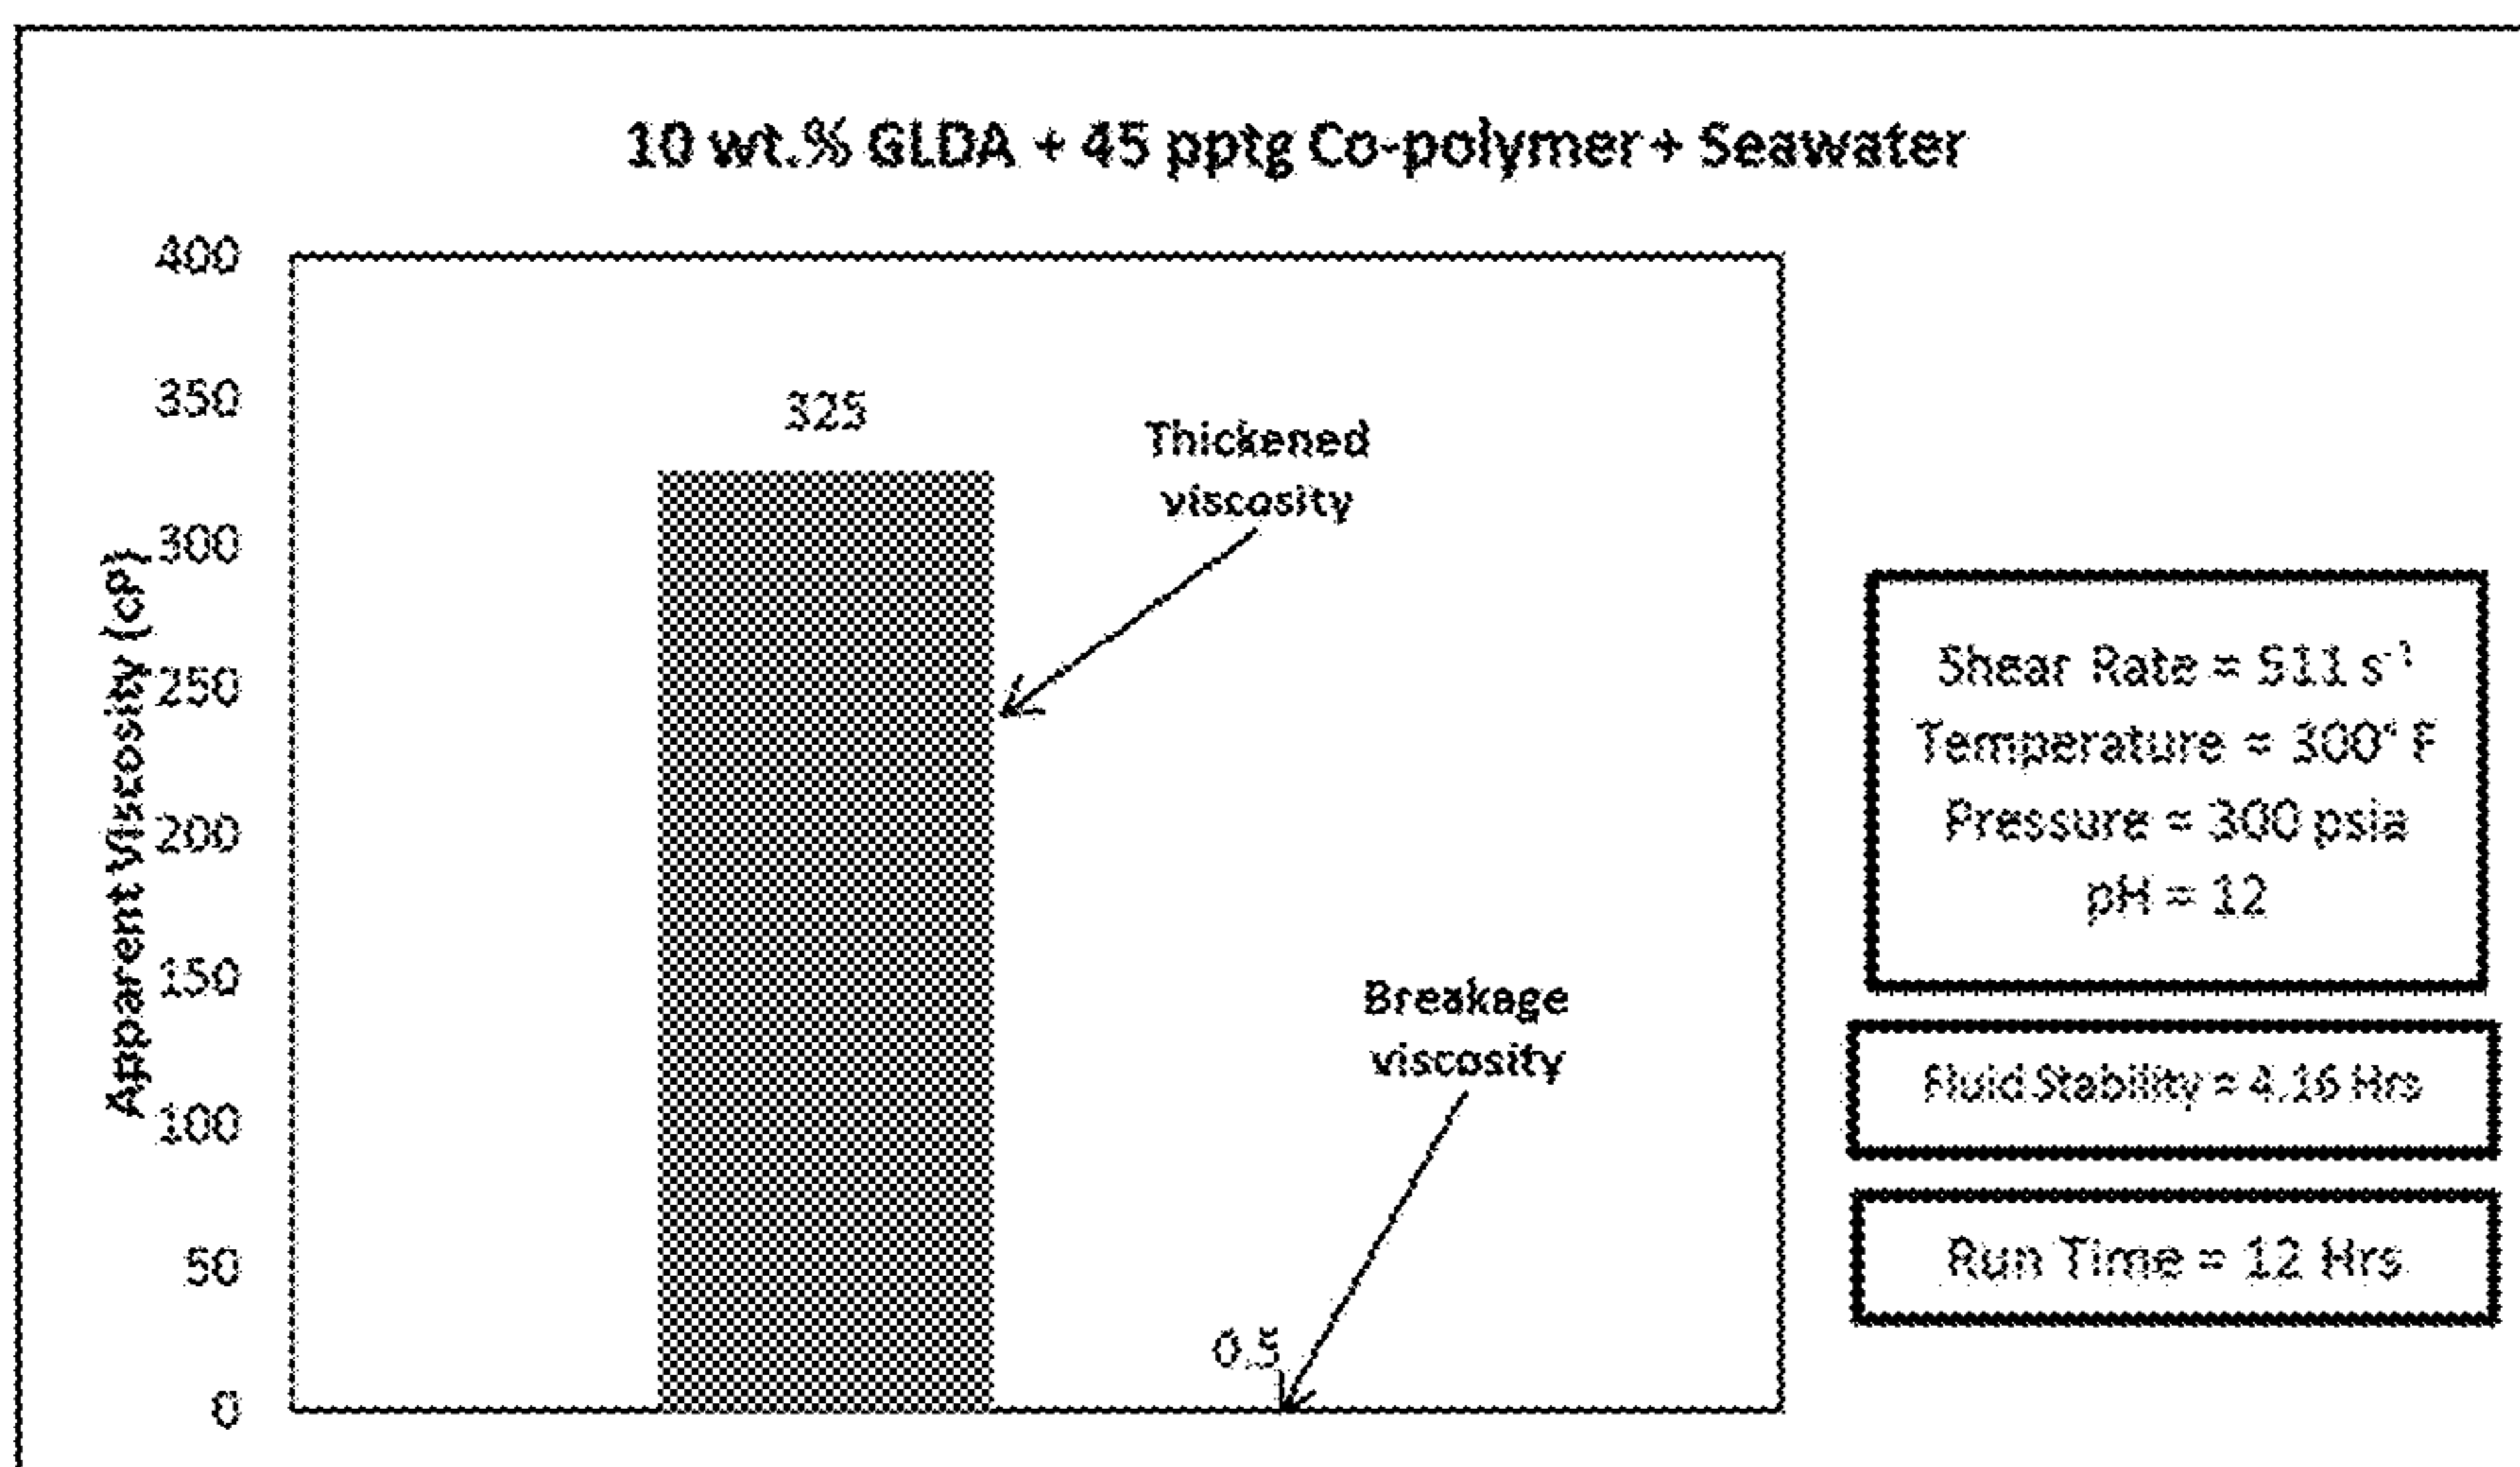 10 wt.% GLDA + 45 pptg Co-polymer + Seawater
400
350
300
250
200
150
100
50
0
Apparent Viscosity (cP)
325
Thickened
viscosity
Breakage
viscosity
0.5
Shear Rate = 511 s⁻¹
Temperature = 300° F
Pressure = 300 psia
pH = 12
Fluid Stability = 4.16 Hrs
Run Time = 12 Hrs